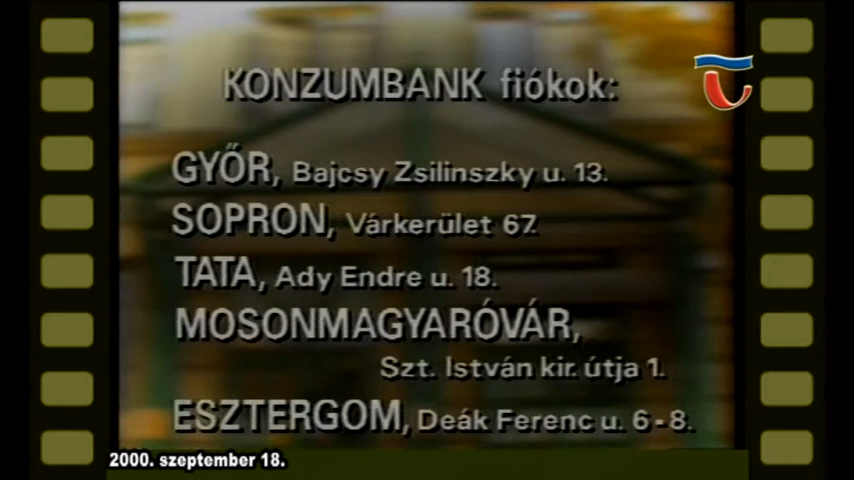 KONZUMBANK fiókok:
GYŐR, Bajcsy Zsilinszky u. 13.
SOPRON, Várkerület 67.
TATA, Ady Endre u. 18.
MOSONMAGYARÓVÁR,
Szt. István kir. útja 1.
ESZTERGOM, Deák Ferenc u. 6-8.
2000. szeptember 18.